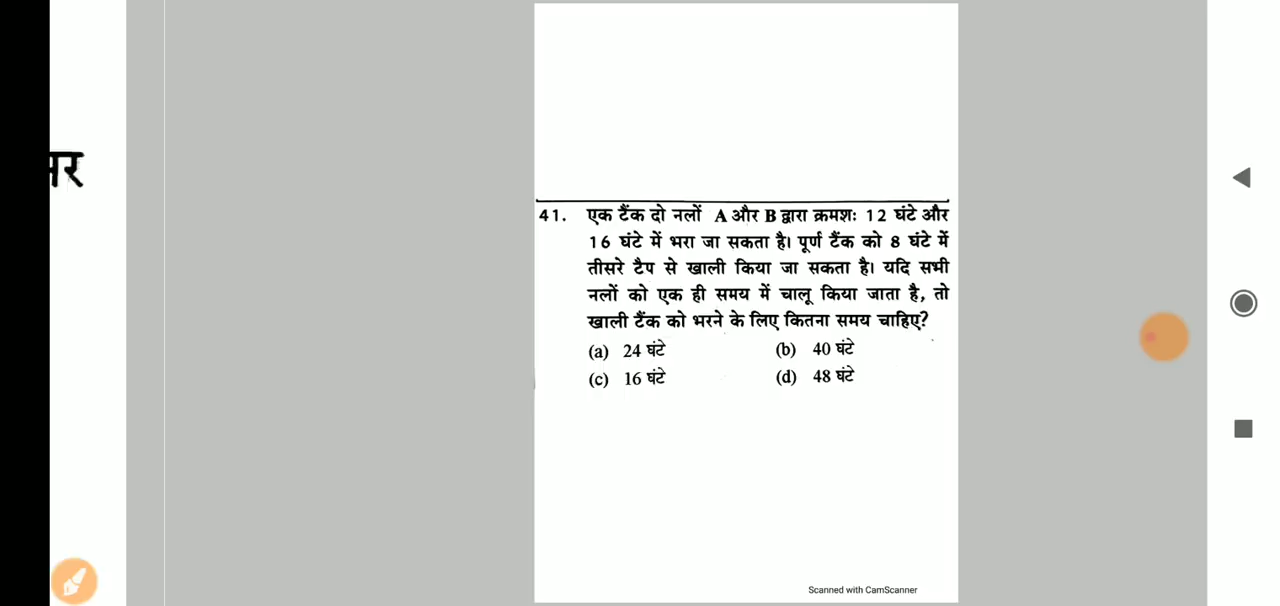 41. एक टैंक दो नलों A और B द्वारा क्रमशः 12 घंटे और
16 घंटे में भरा जा सकता है। पूर्ण टैंक को 8 घंटे में
तीसरे टैप से खाली किया जा सकता है। यदि सभी
नलों को एक ही समय में चालू किया जाता है, तो
खाली टैंक को भरने के लिए कितना समय चाहिए?
(a) 24 घंटे (b) 40 घंटे
(c) 16 घंटे (d) 48 घंटे
Scanned with CamScanner